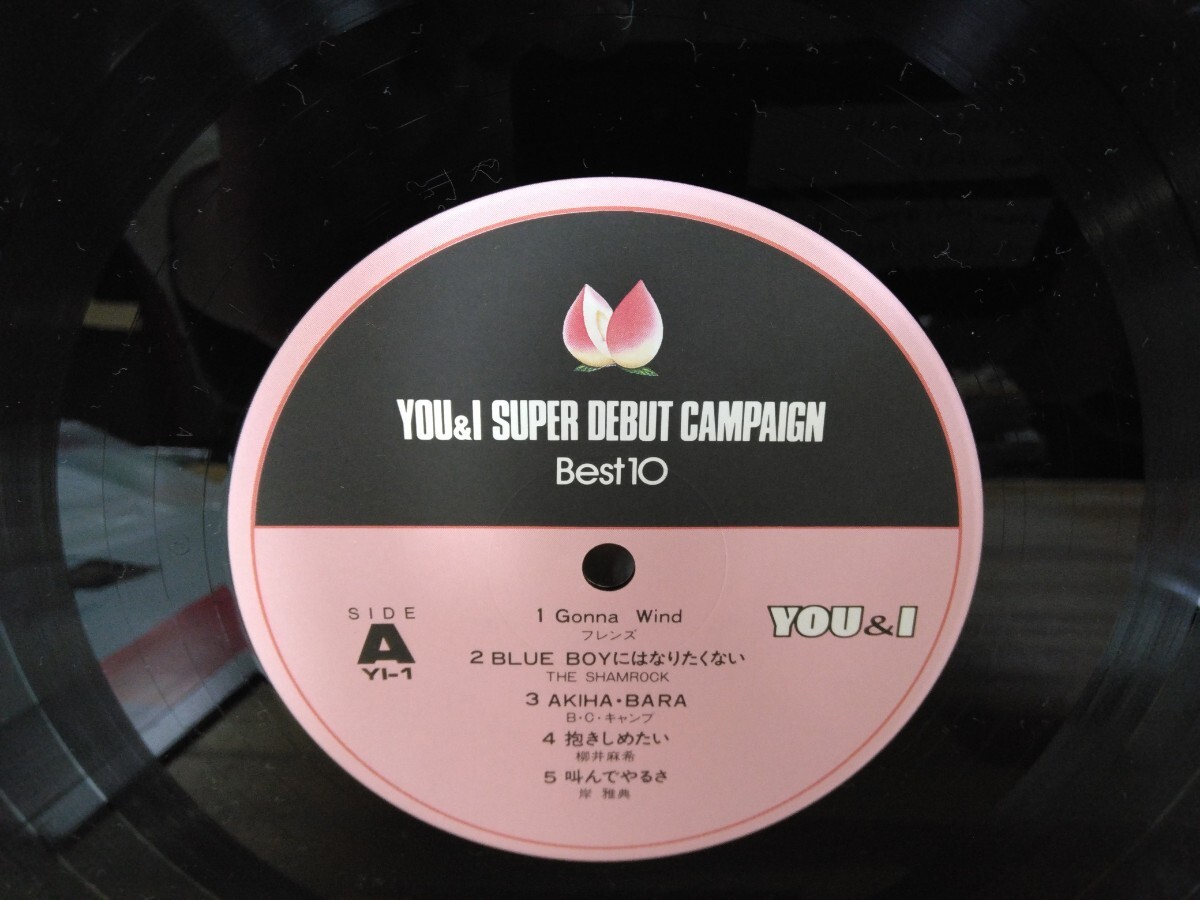 YOU&I SUPER DEBUT CAMPAIGN
Best10
SIDE
A
YI-1
YOU&I
1 Gonna Wind
フレンズ
2 BLUE BOYにはなりたくない
THE SHAMROCK
3 AKIHA・BARA
B・C・キャンプ
4 抱きしめたい
柳井麻希
5 叫んでやるさ
岸 雅典